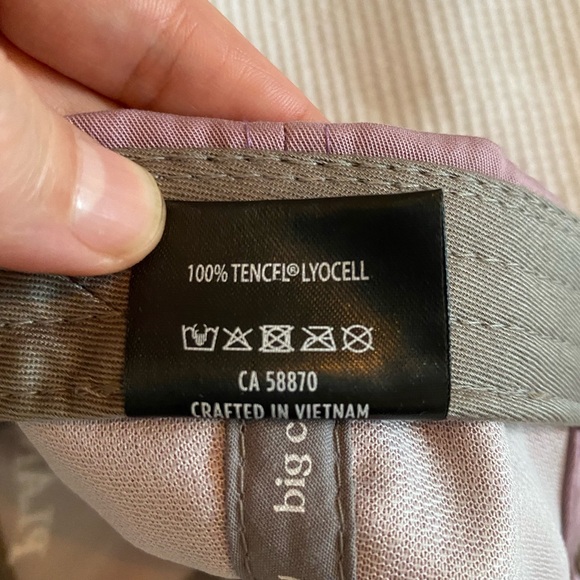 100% TENCEL® LYOCELL
CA 58870
CRAFTED IN VIETNAM
big c